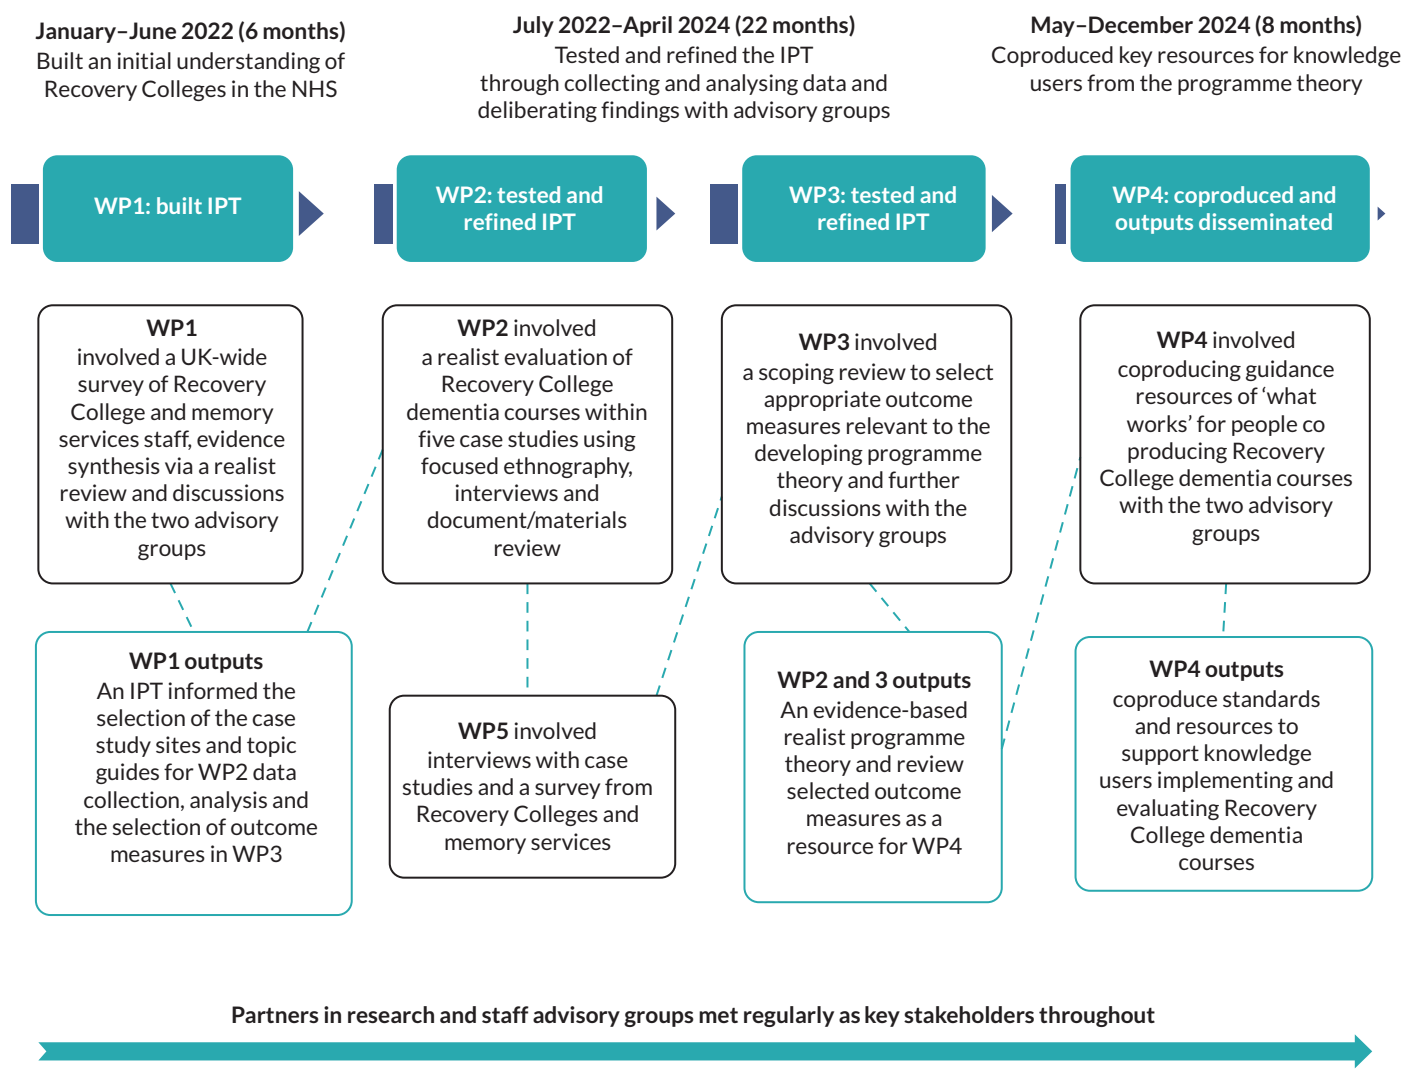 January–June 2022 (6 months)
Built an initial understanding of
Recovery Colleges in the NHS
July 2022–April 2024 (22 months)
Tested and refined the IPT
through collecting and analysing data and
deliberating findings with advisory groups
May–December 2024 (8 months)
Coproduced key resources for knowledge
users from the programme theory
WP1: built IPT
WP2: tested and
refined IPT
WP3: tested and
refined IPT
WP4: coproduced and
outputs disseminated
WP1
involved a UK-wide
survey of Recovery
College and memory
services staff, evidence
synthesis via a realist
review and discussions
with the two advisory
groups
WP2 involved
a realist evaluation of
Recovery College
dementia courses within
five case studies using
focused ethnography,
interviews and
document/materials
review
WP3 involved
a scoping review to select
appropriate outcome
measures relevant to the
developing programme
theory and further
discussions with the
advisory groups
WP4 involved
coproducing guidance
resources of ‘what
works’ for people co
producing Recovery
College dementia courses
with the two advisory
groups
WP1 outputs
An IPT informed the
selection of the case
study sites and topic
guides for WP2 data
collection, analysis and
the selection of outcome
measures in WP3
WP5 involved
interviews with case
studies and a survey from
Recovery Colleges and
memory services
WP2 and 3 outputs
An evidence-based
realist programme
theory and review
selected outcome
measures as a
resource for WP4
WP4 outputs
coproduce standards
and resources to
support knowledge
users implementing and
evaluating Recovery
College dementia
courses
Partners in research and staff advisory groups met regularly as key stakeholders throughout